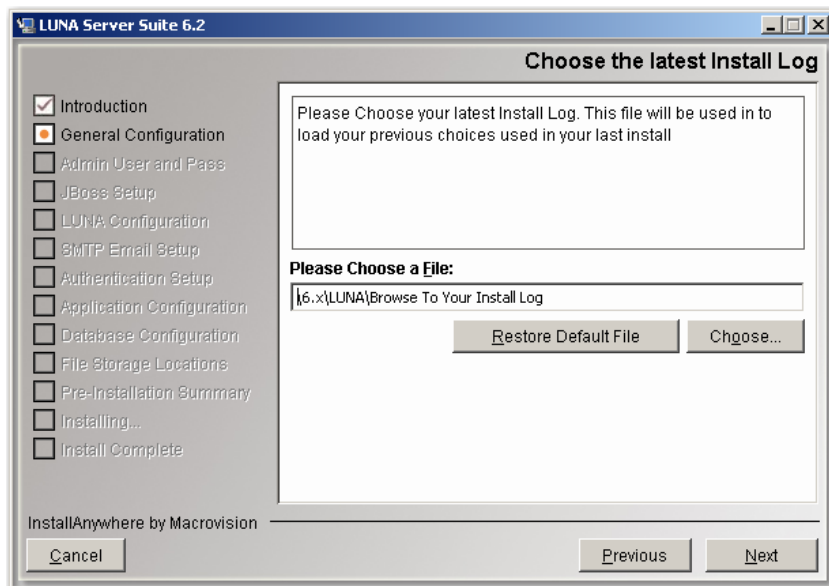 LUNA Server Suite 6.2
Choose the latest Install Log
Introduction
General Configuration
Admin User and Pass
JBoss Setup
LUNA Configuration
SMTP Email Setup
Authentication Setup
Application Configuration
Database Configuration
File Storage Locations
Pre-Installation Summary
Installing...
Install Complete
Please Choose your latest Install Log. This file will be used in to
load your previous choices used in your last install
Please Choose a File:
\6.x\LUNA\Browse To Your Install Log
Restore Default File
Choose...
InstallAnywhere by Macrovision
Cancel
Previous
Next